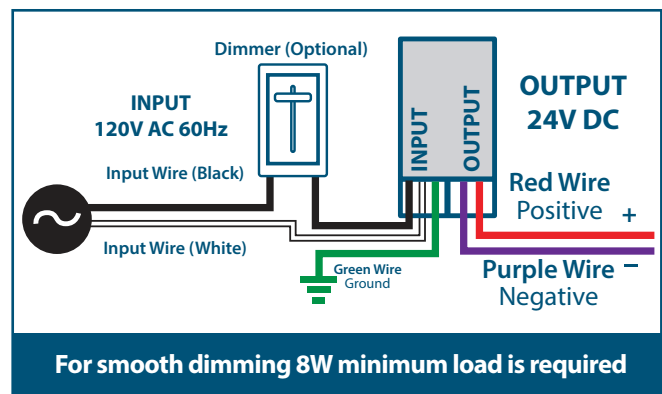 Dimmer (Optional)
INPUT
120V AC 60Hz
Input Wire (Black)
Input Wire (White)
INPUT
OUTPUT
OUTPUT
24V DC
Red Wire
Positive +
Purple Wire –
Negative
Green Wire
Ground
For smooth dimming 8W minimum load is required